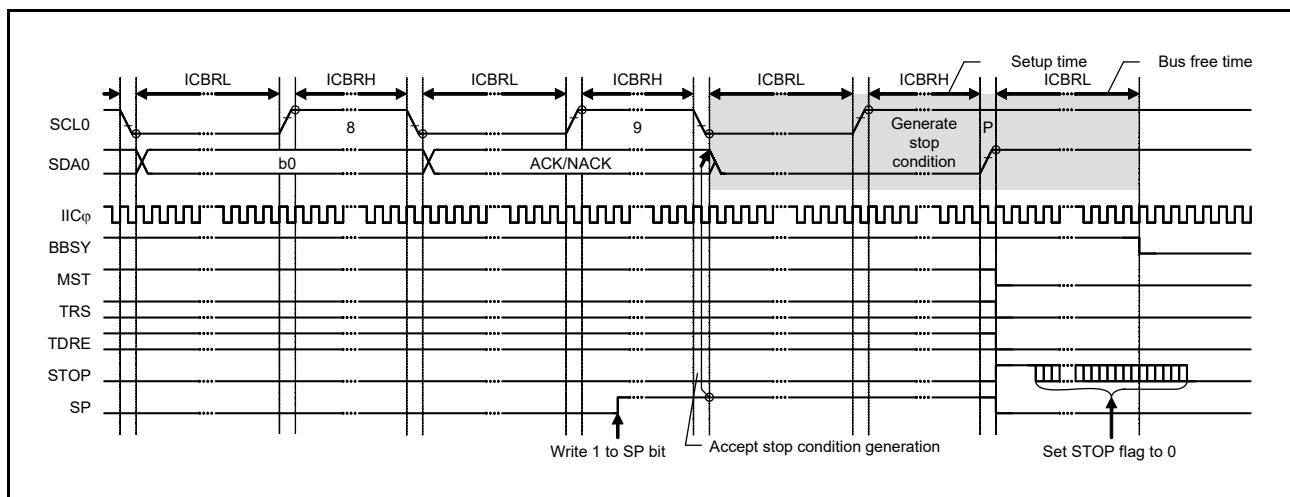 Setup time
Bus free time
ICBRL ICBRH ICBRL ICBRH ICBRL ICBRH ICBRL
SCL0
8
9
Generate
stop
condition
P
SDA0
b0
ACK/NACK
IICφ
BBSY
MST
TRS
TDRE
STOP
SP
Write 1 to SP bit
Accept stop condition generation
Set STOP flag to 0